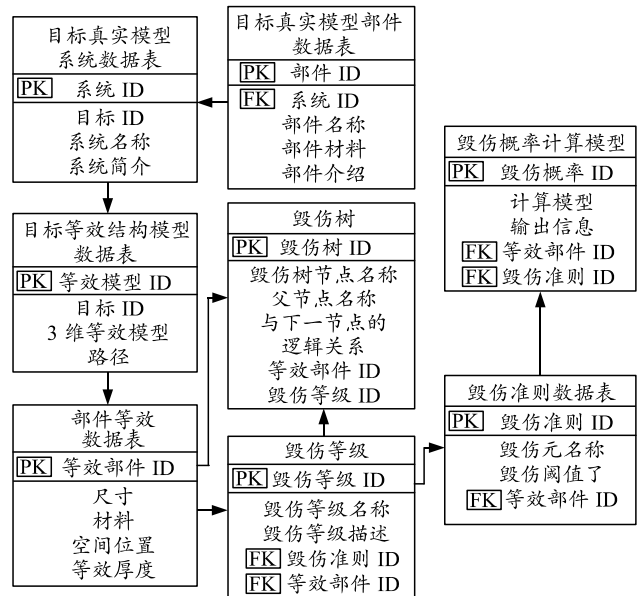 目标真实模型
系统数据表
PK 系统 ID
目标 ID
系统名称
系统简介
目标真实模型部件
数据表
PK 部件 ID
FK 系统 ID
部件名称
部件材料
部件介绍
目标等效结构模型
数据表
PK 等效模型 ID
目标 ID
3 维等效模型
路径
部件等效
数据表
PK 等效部件 ID
尺寸
材料
空间位置
等效厚度
毁伤树
PK 毁伤树 ID
毁伤树节点名称
父节点名称
与下一节点的
逻辑关系
等效部件 ID
毁伤等级 ID
毁伤等级
PK 毁伤等级 ID
毁伤等级名称
毁伤等级描述
FK 毁伤准则 ID
FK 等效部件 ID
毁伤概率计算模型
PK 毁伤概率 ID
计算模型
输出信息
FK 等效部件 ID
FK 毁伤准则 ID
毁伤准则数据表
PK 毁伤准则 ID
毁伤元名称
毁伤阈值了
FK 等效部件 ID